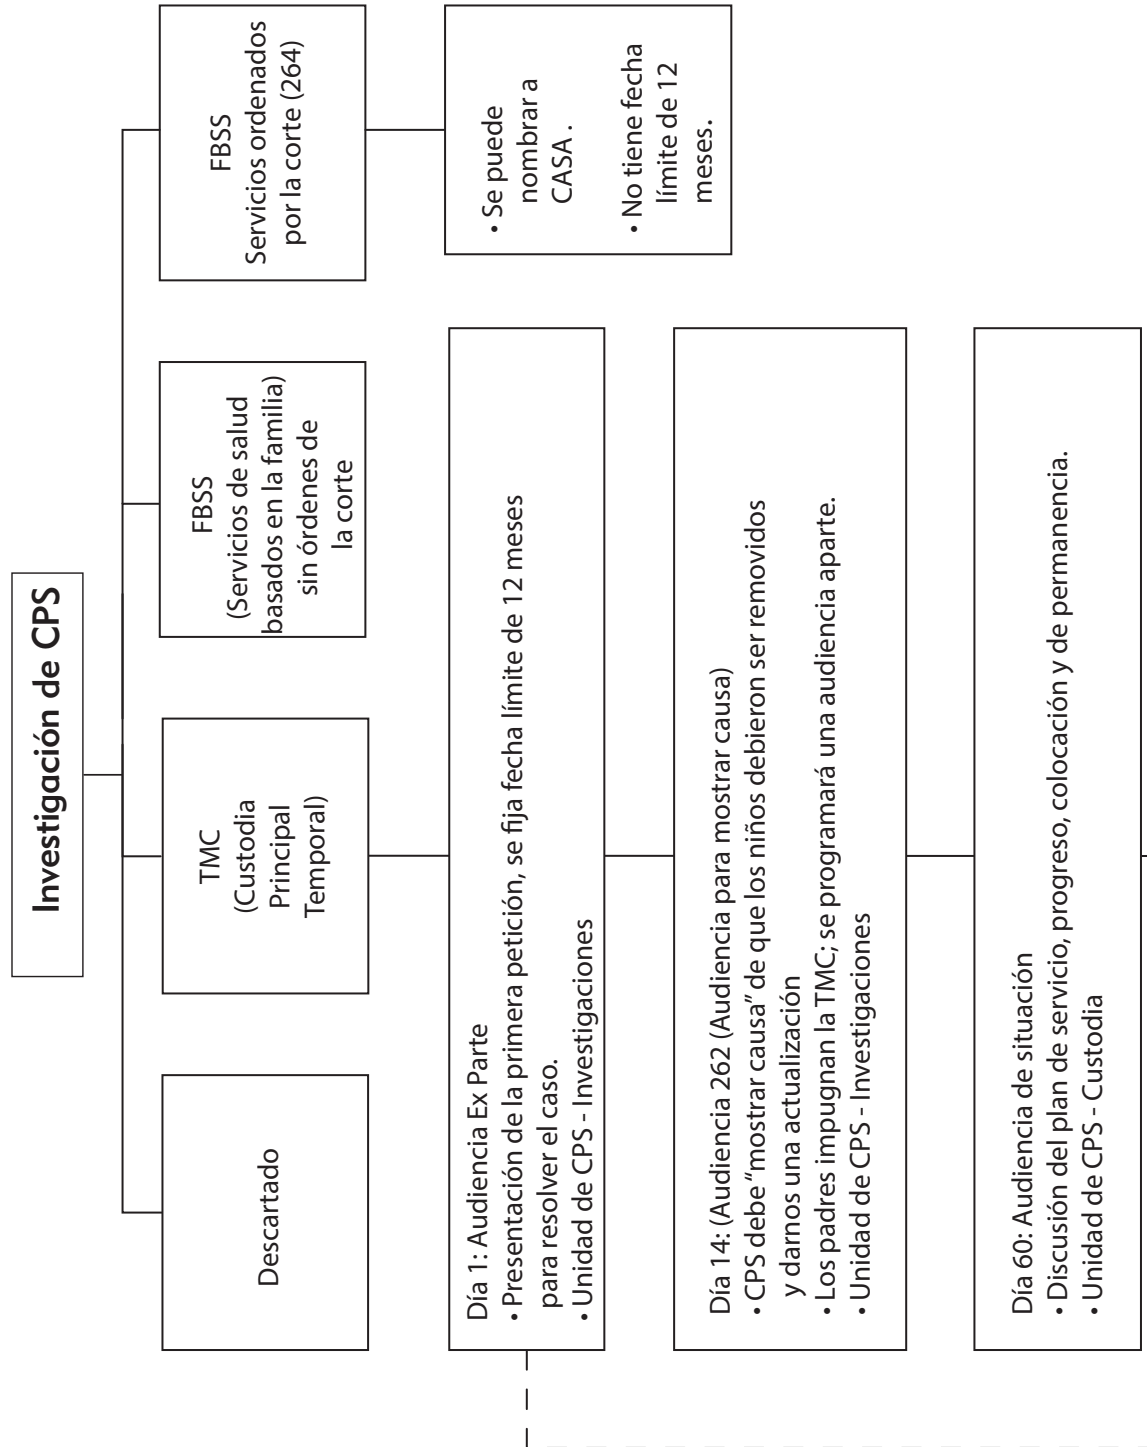 Investigación de CPS
Descartado
TMC
(Custodia
Principal
Temporal)
FBSS
(Servicios de salud
basados en la familia)
sin órdenes de
la corte
FBSS
Servicios ordenados
por la corte (264)
• Se puede
nombrar a
CASA .
• No tiene fecha
límite de 12
meses.
Día 1: Audiencia Ex Parte
• Presentación de la primera petición, se fija fecha límite de 12 meses
para resolver el caso.
• Unidad de CPS - Investigaciones
Día 14: (Audiencia 262 (Audiencia para mostrar causa)
• CPS debe “mostrar causa” de que los niños debieron ser removidos
y darnos una actualización
• Los padres impugnan la TMC; se programará una audiencia aparte.
• Unidad de CPS - Investigaciones
Día 60: Audiencia de situación
• Discusión del plan de servicio, progreso, colocación y de permanencia.
• Unidad de CPS - Custodia